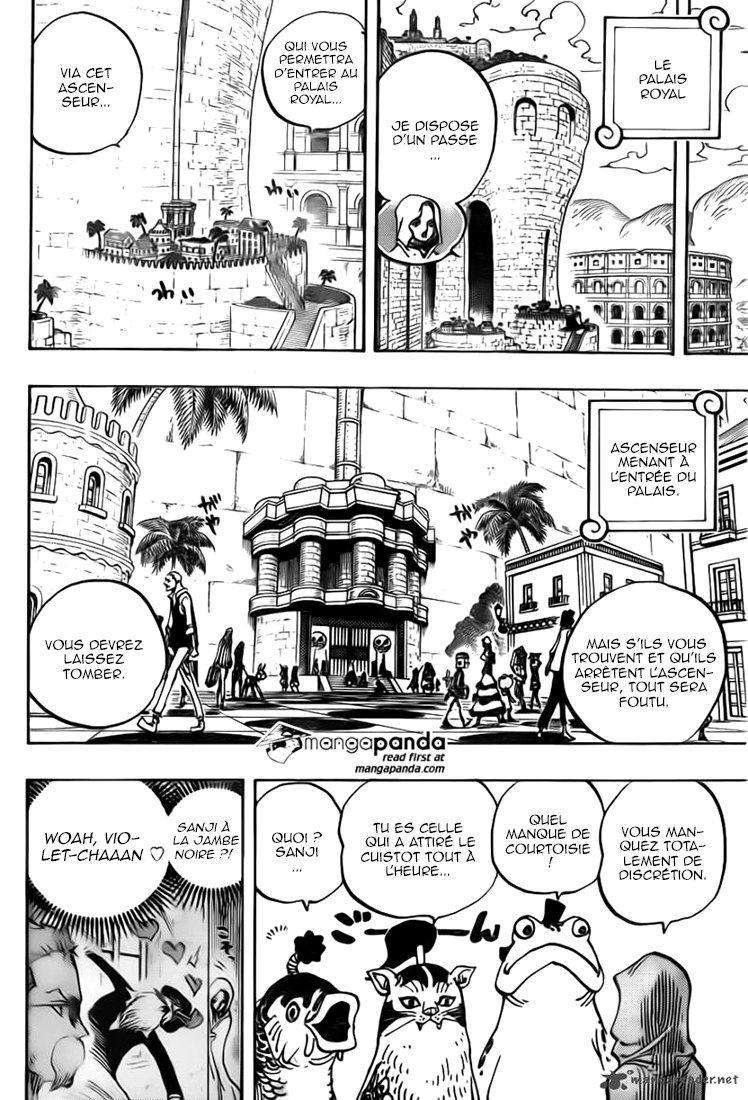 LE
PALAIS
ROYAL
JE DISPOSE
D'UN PASSE
...
QUI VOUS
PERMETTRA
D'ENTRER AU
PALAIS
ROYAL...
VIA CET
ASCEN-
SEUR...
ASCENSEUR
MENANT À
L'ENTRÉE DU
PALAIS.
MAIS S'ILS VOUS
TROUVENT ET QU'ILS
ARRÊTENT L'ASCEN-
SEUR, TOUT SERA
FOUTU.
VOUS DEVREZ
LAISSEZ
TOMBER.
mangapanda
read first at
mangapanda.com
VOUS MAN-
QUEZ TOTA-
LEMENT DE
DISCRÉTION.
QUEL
MANQUE DE
COURTOISIE
!
TU ES CELLE
QUI A ATTIRÉ LE
CUISTOT TOUT À
L'HEURE...
QUOI ?
SANJI
...
SANJI À
LA JAMBE
NOIRE ?!
WOAH, VIO-
LET-CHAAAN ♡
mangareader.net